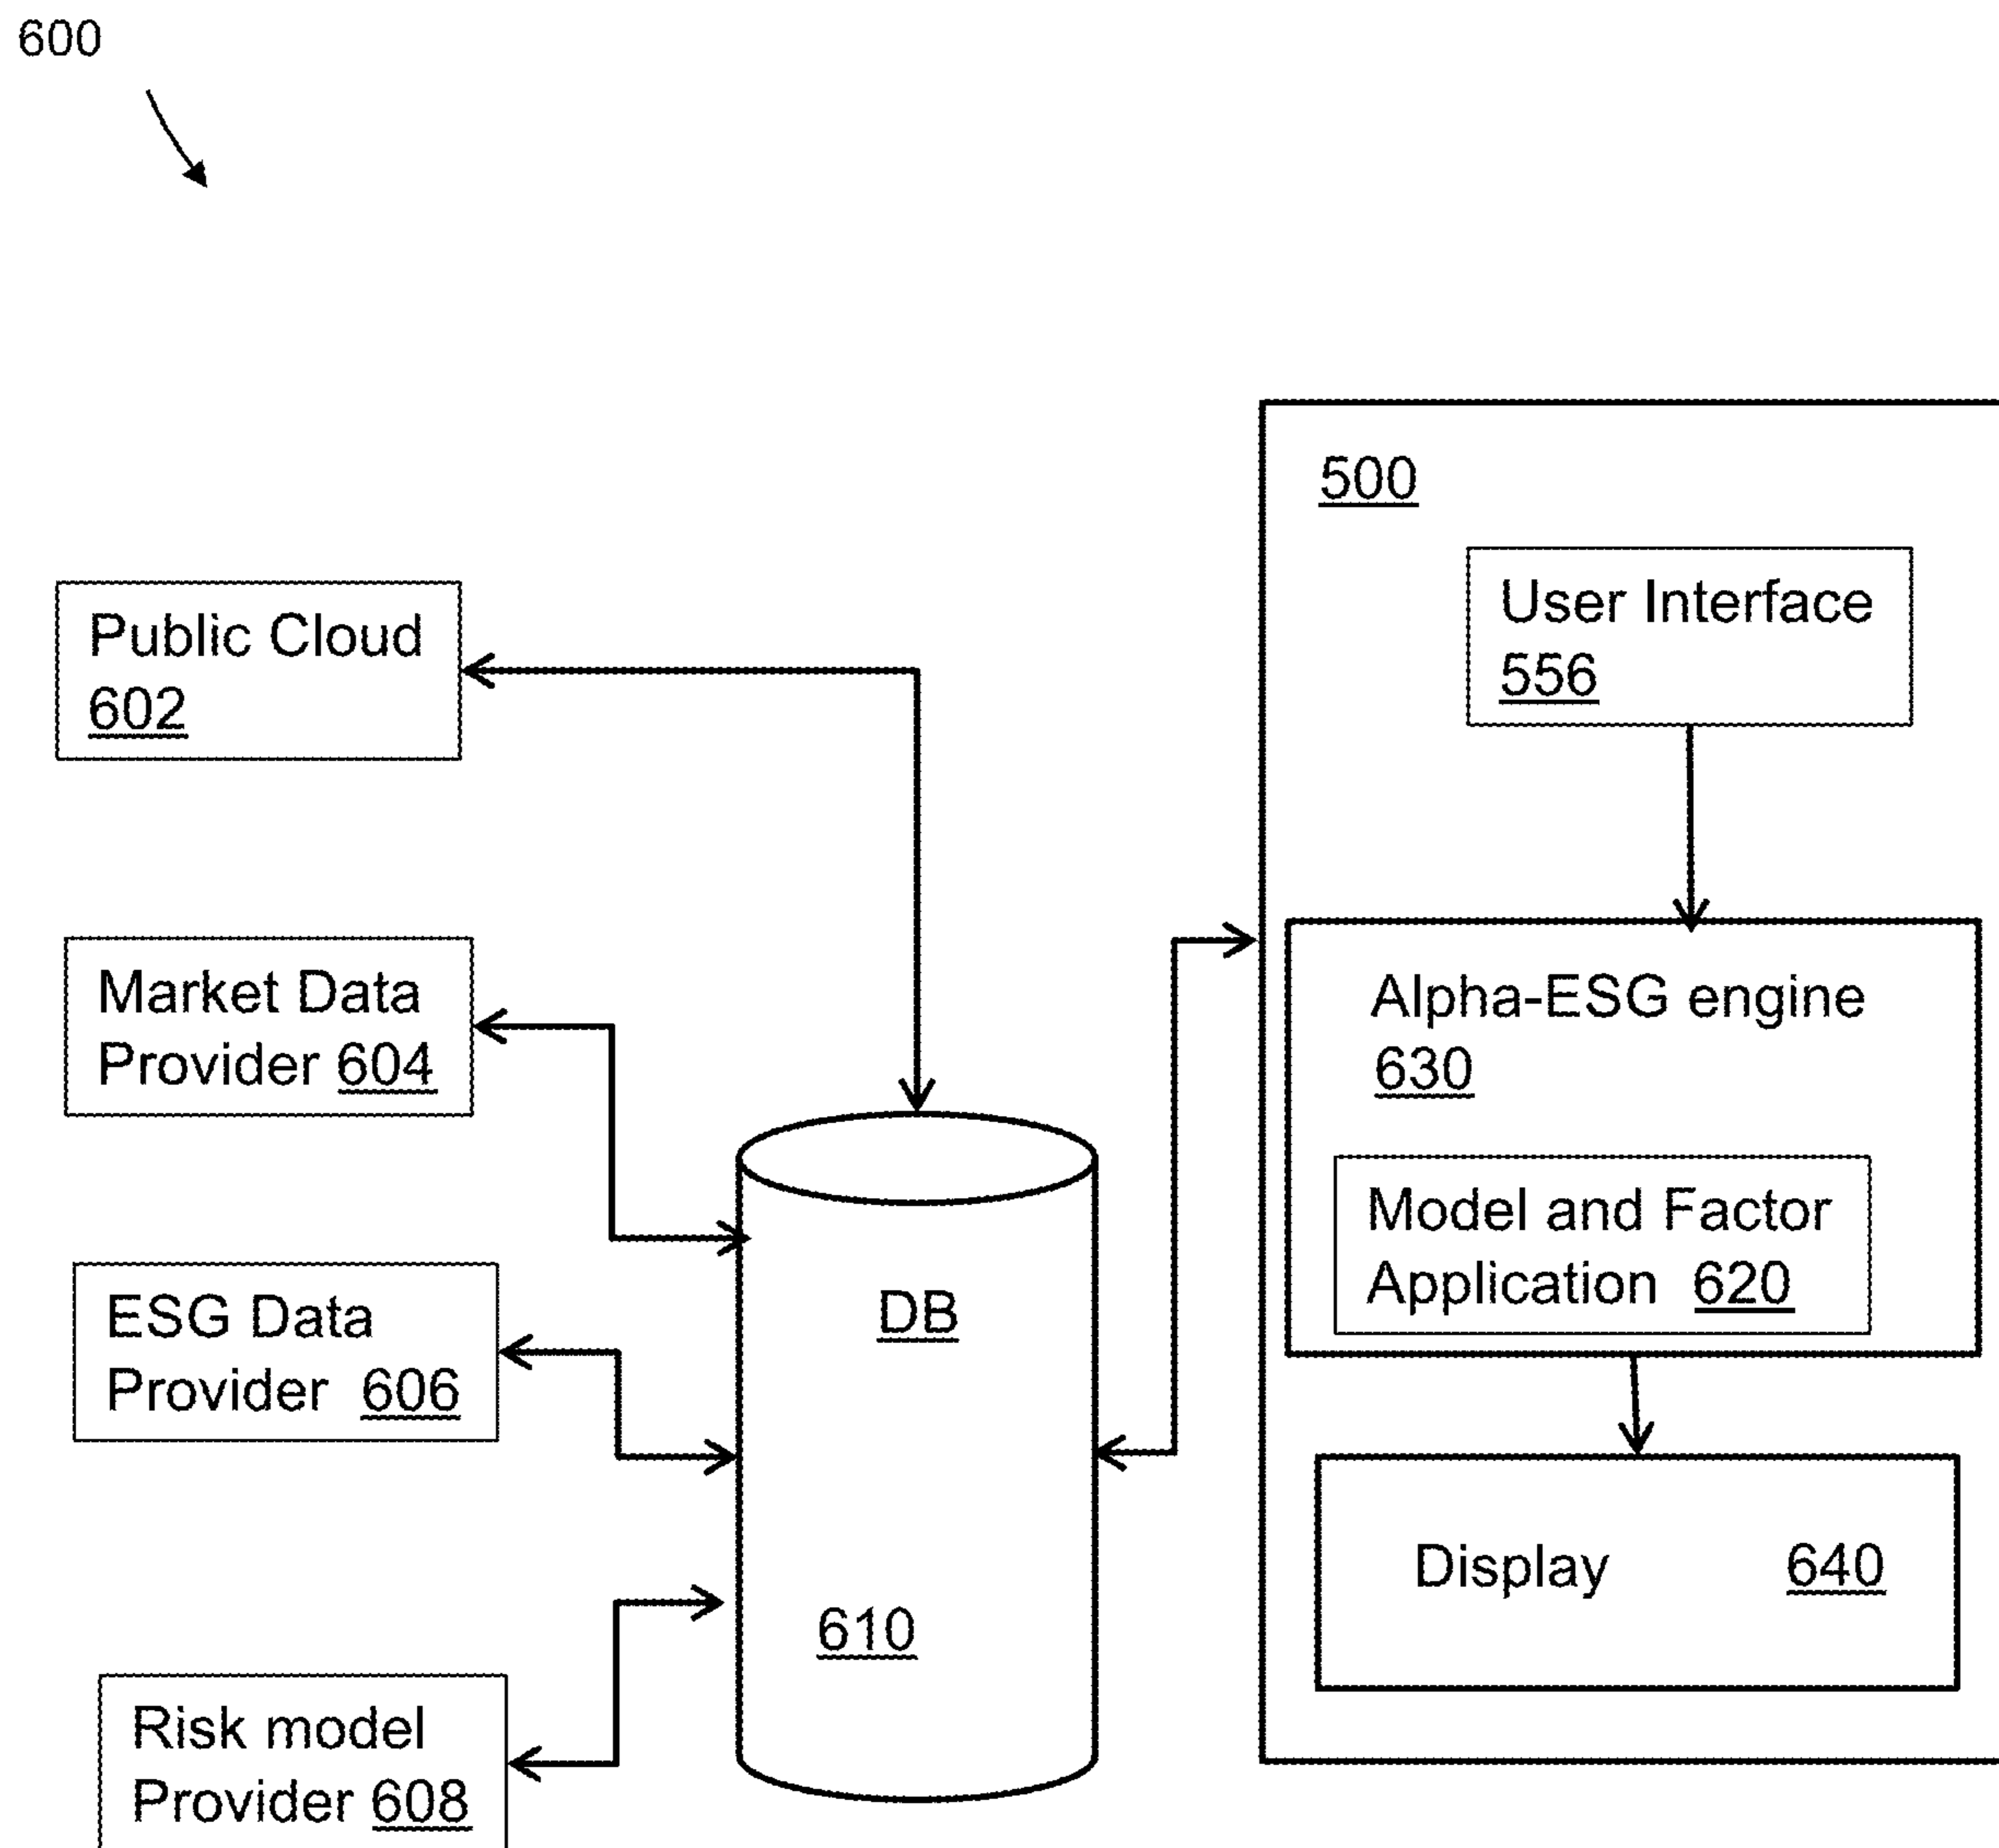 600
500
User Interface
556
Public Cloud
602
Market Data
Provider 604
Alpha-ESG engine
630
Model and Factor
Application 620
ESG Data
Provider 606
DB
610
Display 640
Risk model
Provider 608